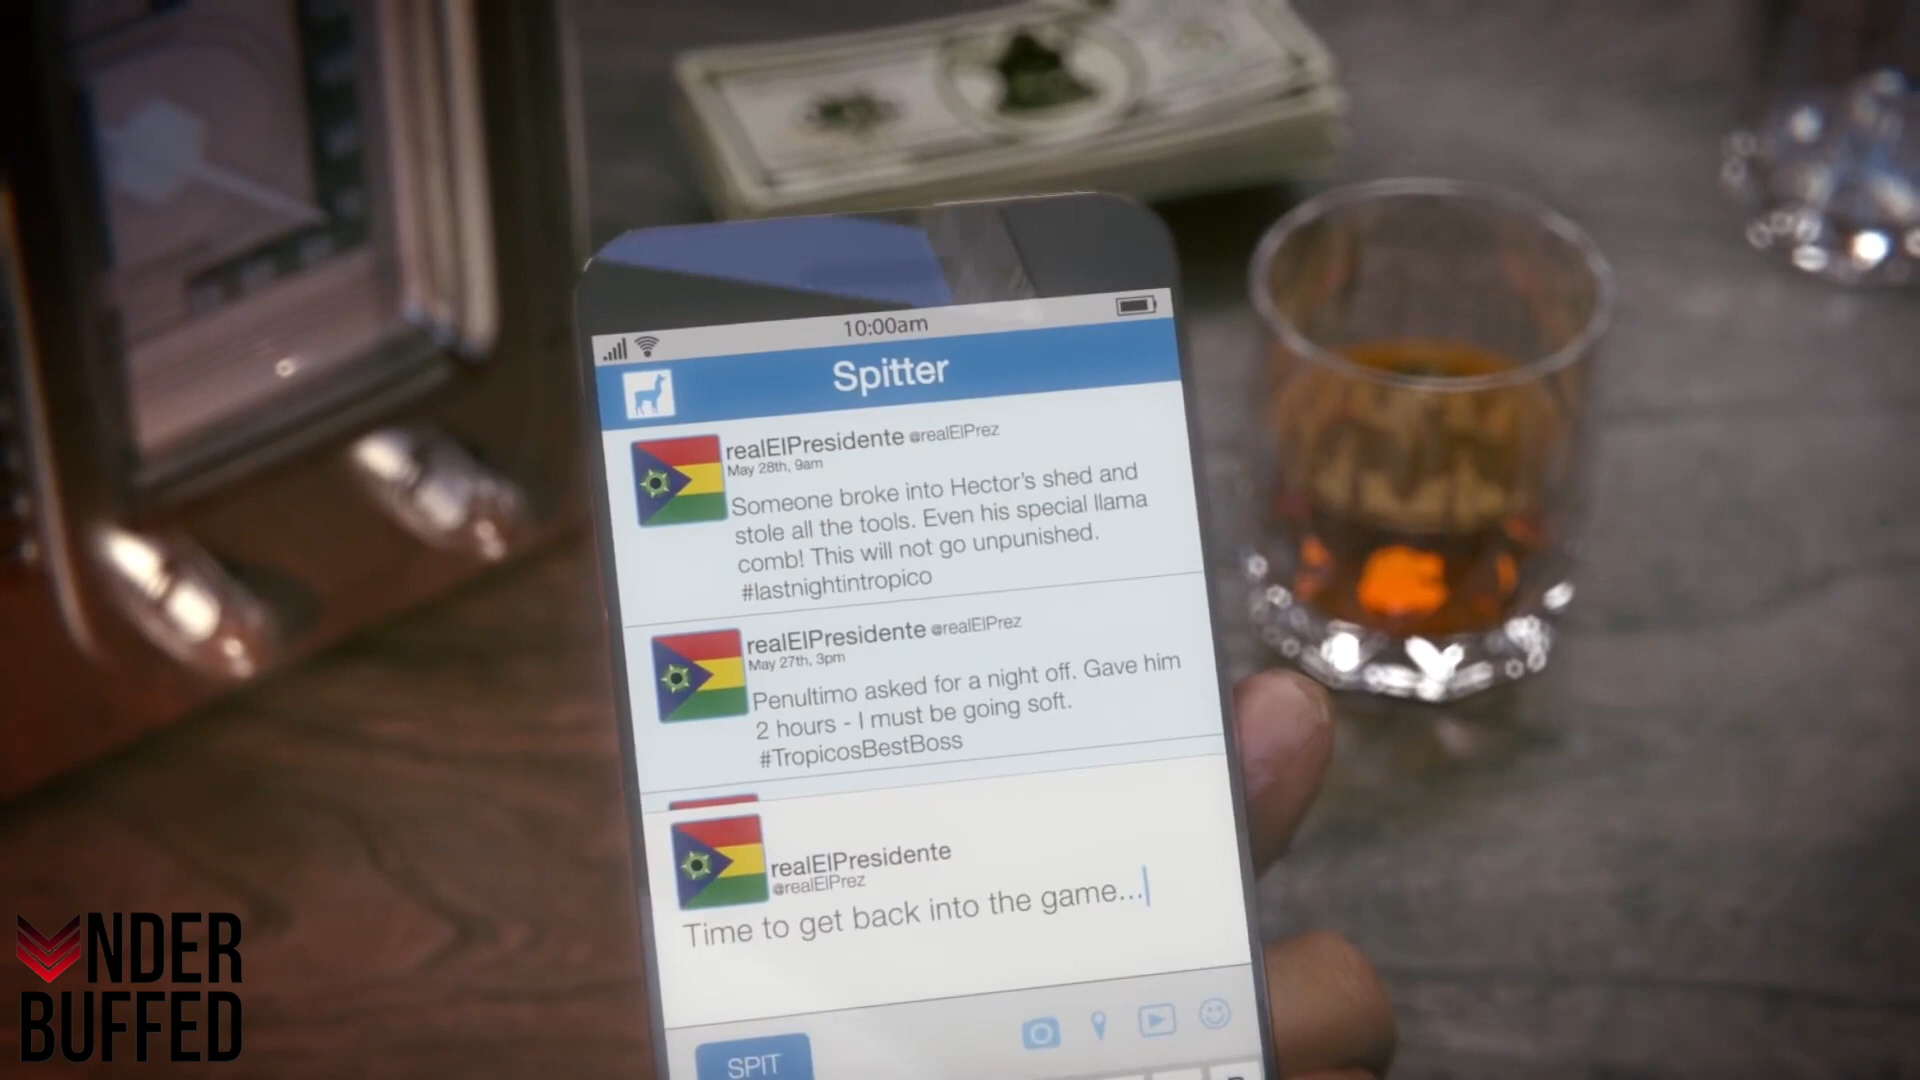 10:00am
Spitter
realElPresidente @realElPrez
May 28th, 9am
Someone broke into Hector's shed and
stole all the tools. Even his special llama
comb! This will not go unpunished.
#lastnightintropico
realElPresidente @realElPrez
May 27th, 3pm
Penultimo asked for a night off. Gave him
2 hours - I must be going soft.
#TropicosBestBoss
realElPresidente
@realElPrez
Time to get back into the game...
SPIT
NDER
BUFFED